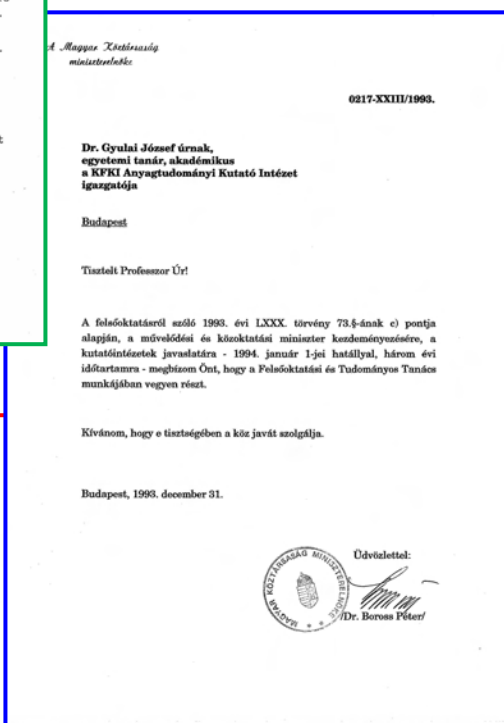 A Magyar Köztársaság
miniszterelnöke
0217-XXIII/1993.
Dr. Gyulai József úrnak,
egyetemi tanár, akadémikus
a KFKI Anyagtudományi Kutató Intézet
igazgatója
Budapest
Tisztelt Professzor Úr!
A felsőoktatásról szóló 1993. évi LXXX. törvény 73.§-ának c) pontja
alapján, a művelődési és közoktatási miniszter kezdeményezésére, a
kutatóintézetek javaslatára - 1994. január 1-jei hatállyal, három évi
időtartamra - megbízom Önt, hogy a Felsőoktatási és Tudományos Tanács
munkájában vegyen részt.
Kívánom, hogy e tisztségében a köz javát szolgálja.
Budapest, 1993. december 31.
Üdvözlettel:
MAGYAR KÖZTÁRSASÁG MINISZTERELNÖKE
/Dr. Boross Péter/